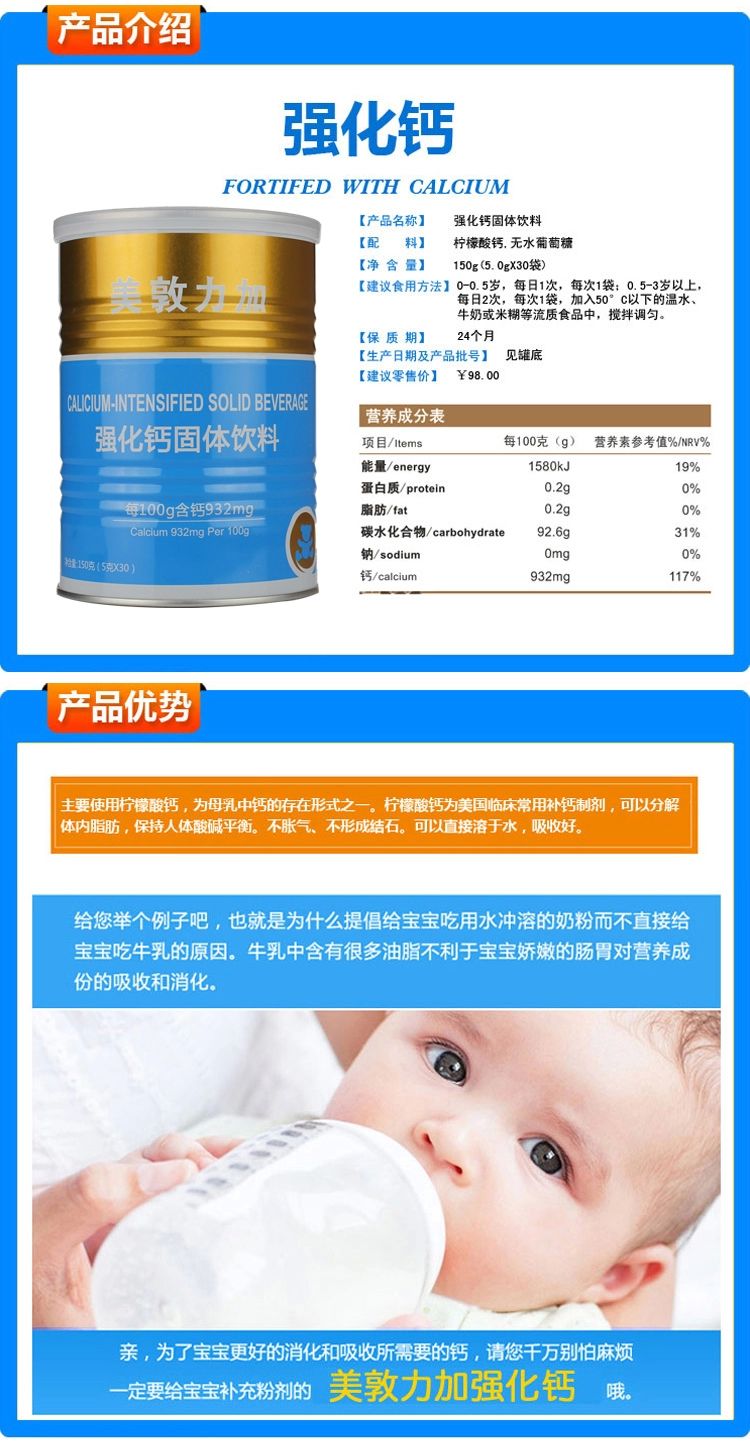 产品介绍
强化钙
FORTIFED WITH CALCIUM
美敦力加
CALICIUM-INTENSIFIED SOLID BEVERAGE
强化钙固体饮料
每100g含钙932mg
Calcium 932mg Per 100g
净含量:150克(5克X30)
【产品名称】 强化钙固体饮料
【配 料】 柠檬酸钙,无水葡萄糖
【净 含 量】 150g(5.0gX30袋)
【建议食用方法】0-0.5岁,每日1次,每次1袋; 0.5-3岁以上,
每日2次,每次1袋,加入50°C以下的温水、
牛奶或米糊等流质食品中,搅拌调匀。
【保 质 期】 24个月
【生产日期及产品批号】 见罐底
【建议零售价】 ￥98.00
营养成分表
项目/Items 每100克(g) 营养素参考值%/NRV%
能量/energy 1580kJ 19%
蛋白质/protein 0.2g 0%
脂肪/fat 0.2g 0%
碳水化合物/carbohydrate 92.6g 31%
钠/sodium 0mg 0%
钙/calcium 932mg 117%
产品优势
主要使用柠檬酸钙,为母乳中钙的存在形式之一。柠檬酸钙为美国临床常用补钙制剂,可以分解
体内脂肪,保持人体酸碱平衡。不胀气、不形成结石。可以直接溶于水,吸收好。
给您举个例子吧,也就是为什么提倡给宝宝吃用水冲溶的奶粉而不直接给
宝宝吃牛乳的原因。牛乳中含有很多油脂不利于宝宝娇嫩的肠胃对营养成
份的吸收和消化。
亲,为了宝宝更好的消化和吸收所需要的钙,请您千万别怕麻烦
一定要给宝宝补充粉剂的 美敦力加强化钙 哦。